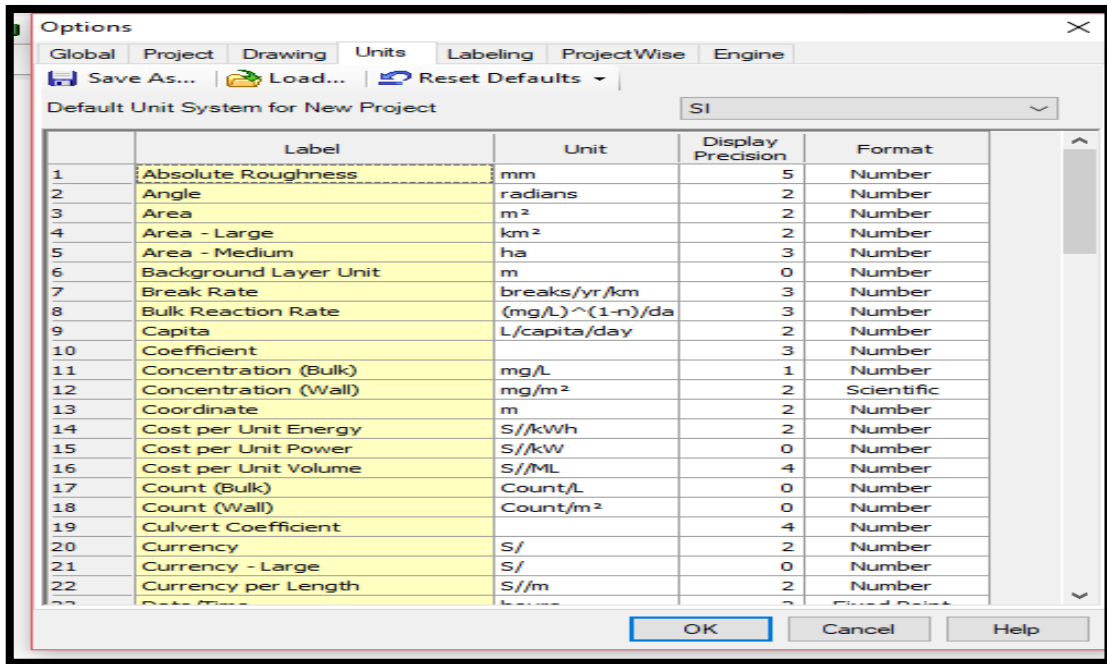 Options
Global Project Drawing Units Labeling ProjectWise Engine
Save As... Load... Reset Defaults
Default Unit System for New Project SI
Label Unit Display Precision Format
1 Absolute Roughness mm 5 Number
2 Angle radians 2 Number
3 Area m² 2 Number
4 Area - Large km² 2 Number
5 Area - Medium ha 3 Number
6 Background Layer Unit m 0 Number
7 Break Rate breaks/yr/km 3 Number
8 Bulk Reaction Rate (mg/L)^(1-n)/da 3 Number
9 Capita L/capita/day 2 Number
10 Coefficient 3 Number
11 Concentration (Bulk) mg/L 1 Number
12 Concentration (Wall) mg/m² 2 Scientific
13 Coordinate m 2 Number
14 Cost per Unit Energy S//kWh 2 Number
15 Cost per Unit Power S//kW 0 Number
16 Cost per Unit Volume S//ML 4 Number
17 Count (Bulk) Count/L 0 Number
18 Count (Wall) Count/m² 0 Number
19 Culvert Coefficient 4 Number
20 Currency S/ 2 Number
21 Currency - Large S/ 0 Number
22 Currency per Length S//m 2 Number
OK Cancel Help